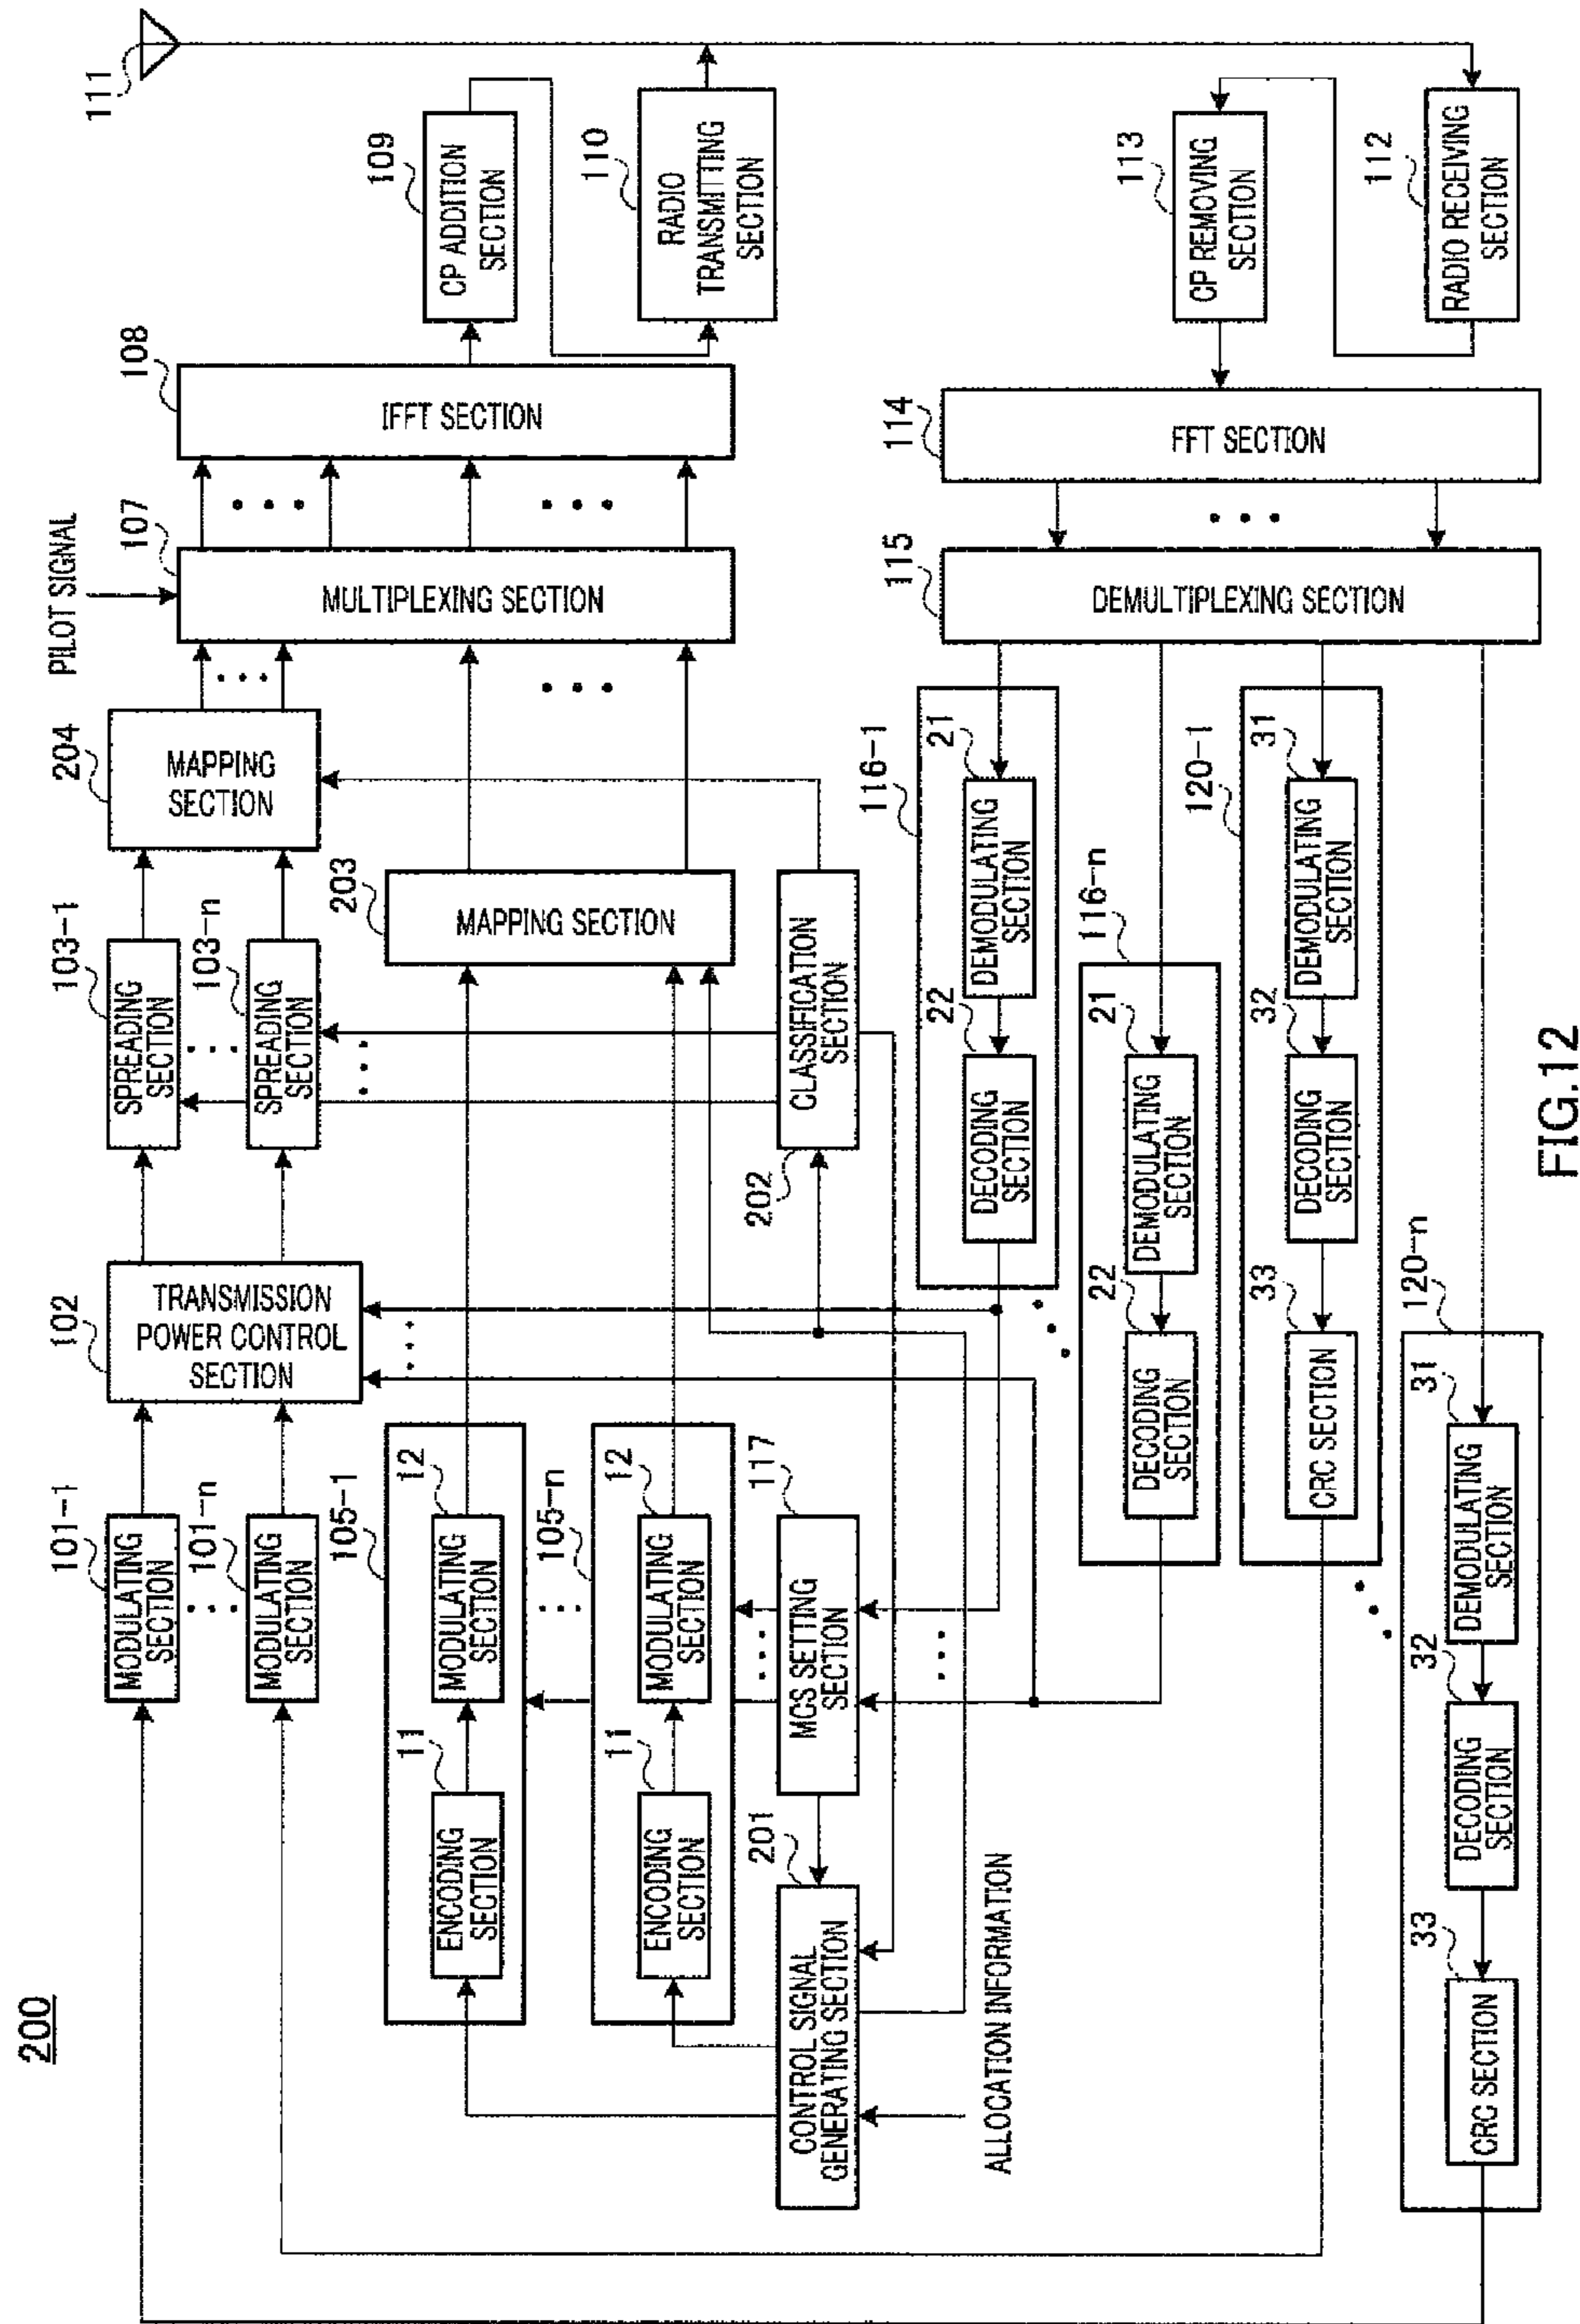 200
101-1
MODULATING
SECTION
101-n
MODULATING
SECTION
102
TRANSMISSION
POWER CONTROL
SECTION
103-1
SPREADING
SECTION
103-n
SPREADING
SECTION
204
MAPPING
SECTION
PILOT SIGNAL
107
MULTIPLEXING SECTION
108
IFFT SECTION
109
CP ADDITION
SECTION
110
RADIO
TRANSMITTING
SECTION
111
105-1
11
ENCODING
SECTION
12
MODULATING
SECTION
105-n
11
ENCODING
SECTION
12
MODULATING
SECTION
203
MAPPING SECTION
201
CONTROL SIGNAL
GENERATING SECTION
117
MCS SETTING
SECTION
202
CLASSIFICATION
SECTION
ALLOCATION INFORMATION
116-1
22
DECODING
SECTION
21
DEMODULATING
SECTION
116-n
22
DECODING
SECTION
21
DEMODULATING
SECTION
115
DEMULTIPLEXING SECTION
114
FFT SECTION
113
CP REMOVING
SECTION
112
RADIO RECEIVING
SECTION
120-1
33
CRC SECTION
32
DECODING
SECTION
31
DEMODULATING
SECTION
120-n
33
CRC SECTION
32
DECODING
SECTION
31
DEMODULATING
SECTION
FIG.12